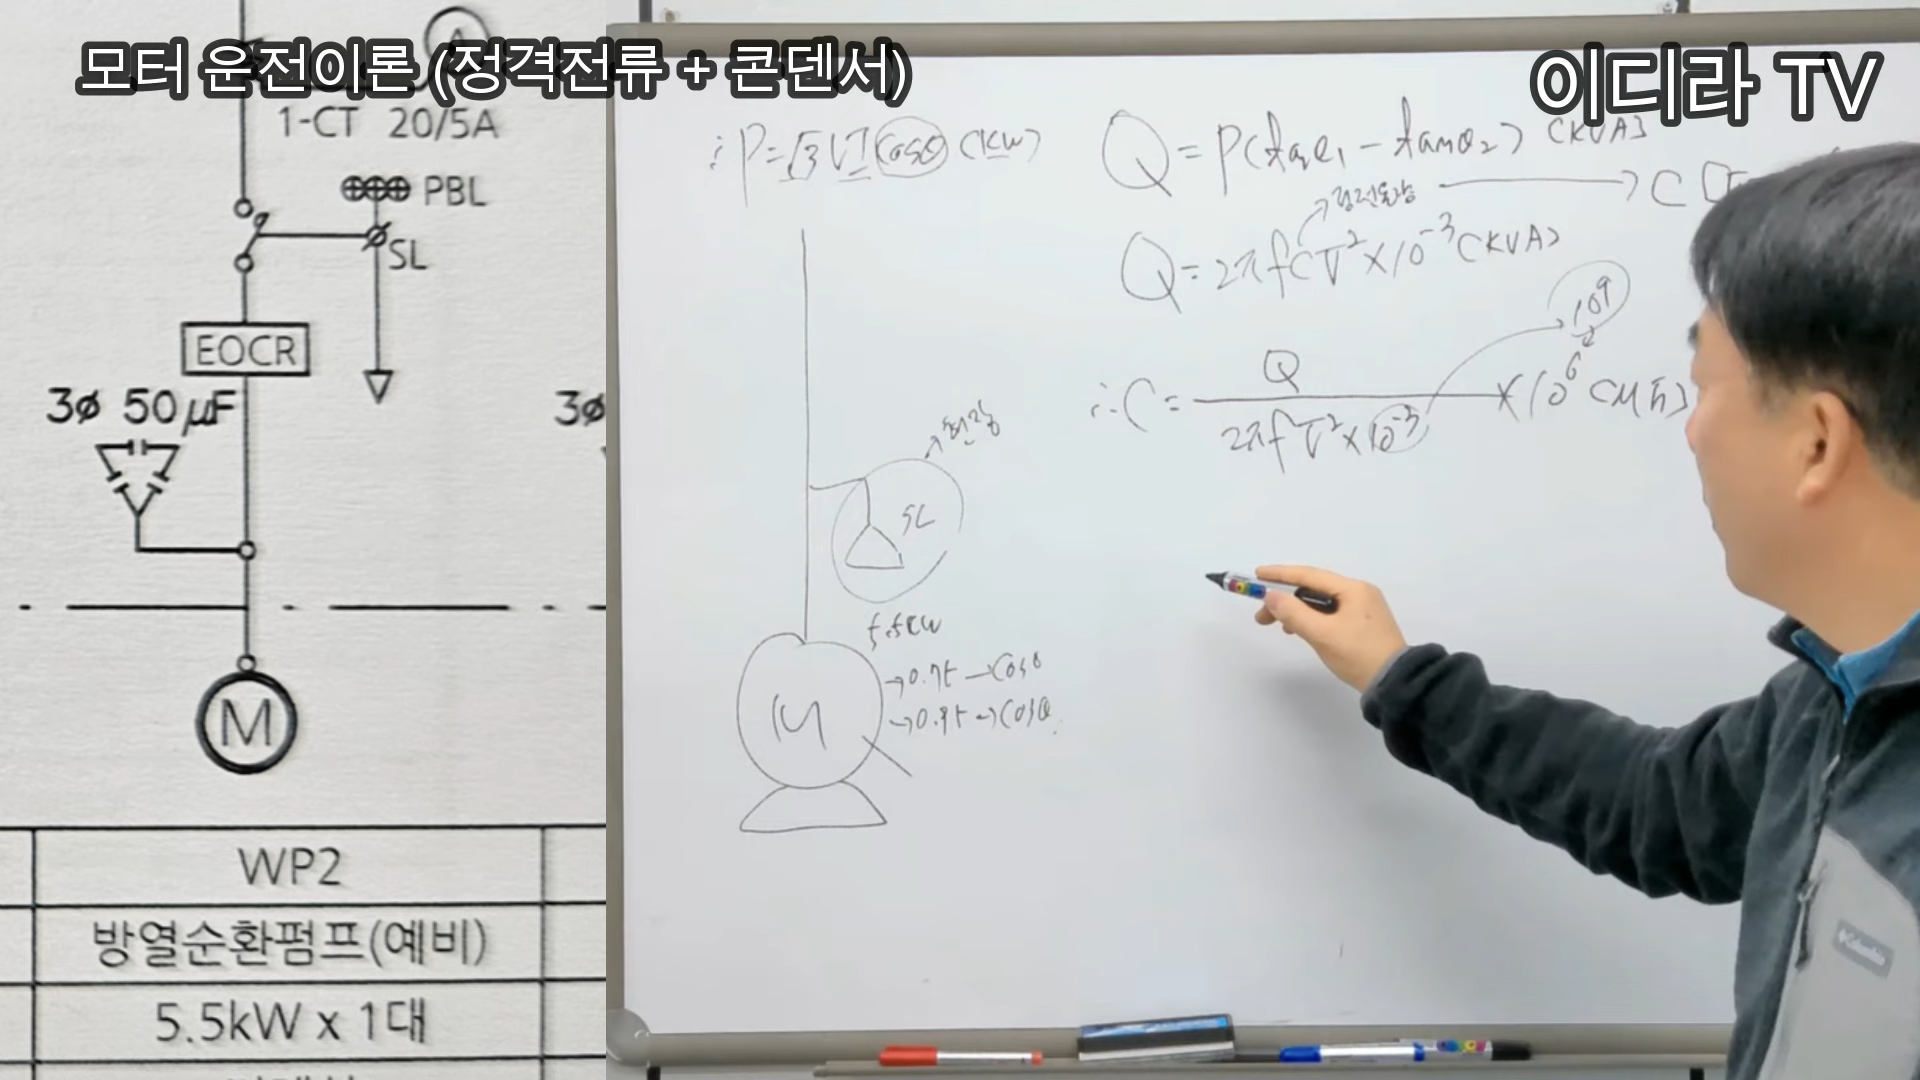 모터 운전이론 (정격전류 + 콘덴서)
이디라 TV
A
1-CT 20/5A
PBL
SL
EOCR
3ø 50㎌
3ø
M
WP2
방열순환펌프(예비)
5.5kW x 1대
∴P=√3VIcosθ (KW)
Q=P(tanθ₁-tanθ₂) (KVA)
→ C
Q=2πfCV²×10⁻³(KVA)
10⁹
∴C= Q
×10⁶ (μF)
2πfV²×10⁻³
SL
5.5KW
→0.75→Cosθ
→0.95→Cosθ
M
Columbia